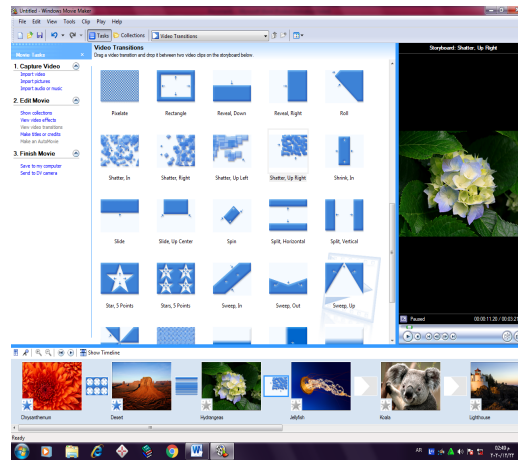 Untitled - Windows Movie Maker
File Edit View Tools Clip Play Help
Tasks Collections Video Transitions
Movie Tasks
1. Capture Video
Import video
Import pictures
Import audio or music
2. Edit Movie
Show collections
View video effects
View video transitions
Make titles or credits
Make an AutoMovie
3. Finish Movie
Save to my computer
Send to DV camera
Video Transitions
Drag a video transition and drop it between two video clips on the storyboard below.
Pixelate Rectangle Reveal, Down Reveal, Right Roll
Shatter, In Shatter, Right Shatter, Up Left Shatter, Up Right Shrink, In
Slide Slide, Up Center Spin Split, Horizontal Split, Vertical
Star, 5 Points Stars, 5 Points Sweep, In Sweep, Out Sweep, Up
Storyboard: Shatter, Up Right
Paused 00:00:11.20 / 00:03:21
Show Timeline
Chrysanthemum Desert Hydrangeas Jellyfish Koala Lighthouse
Ready
AR
02:49 م